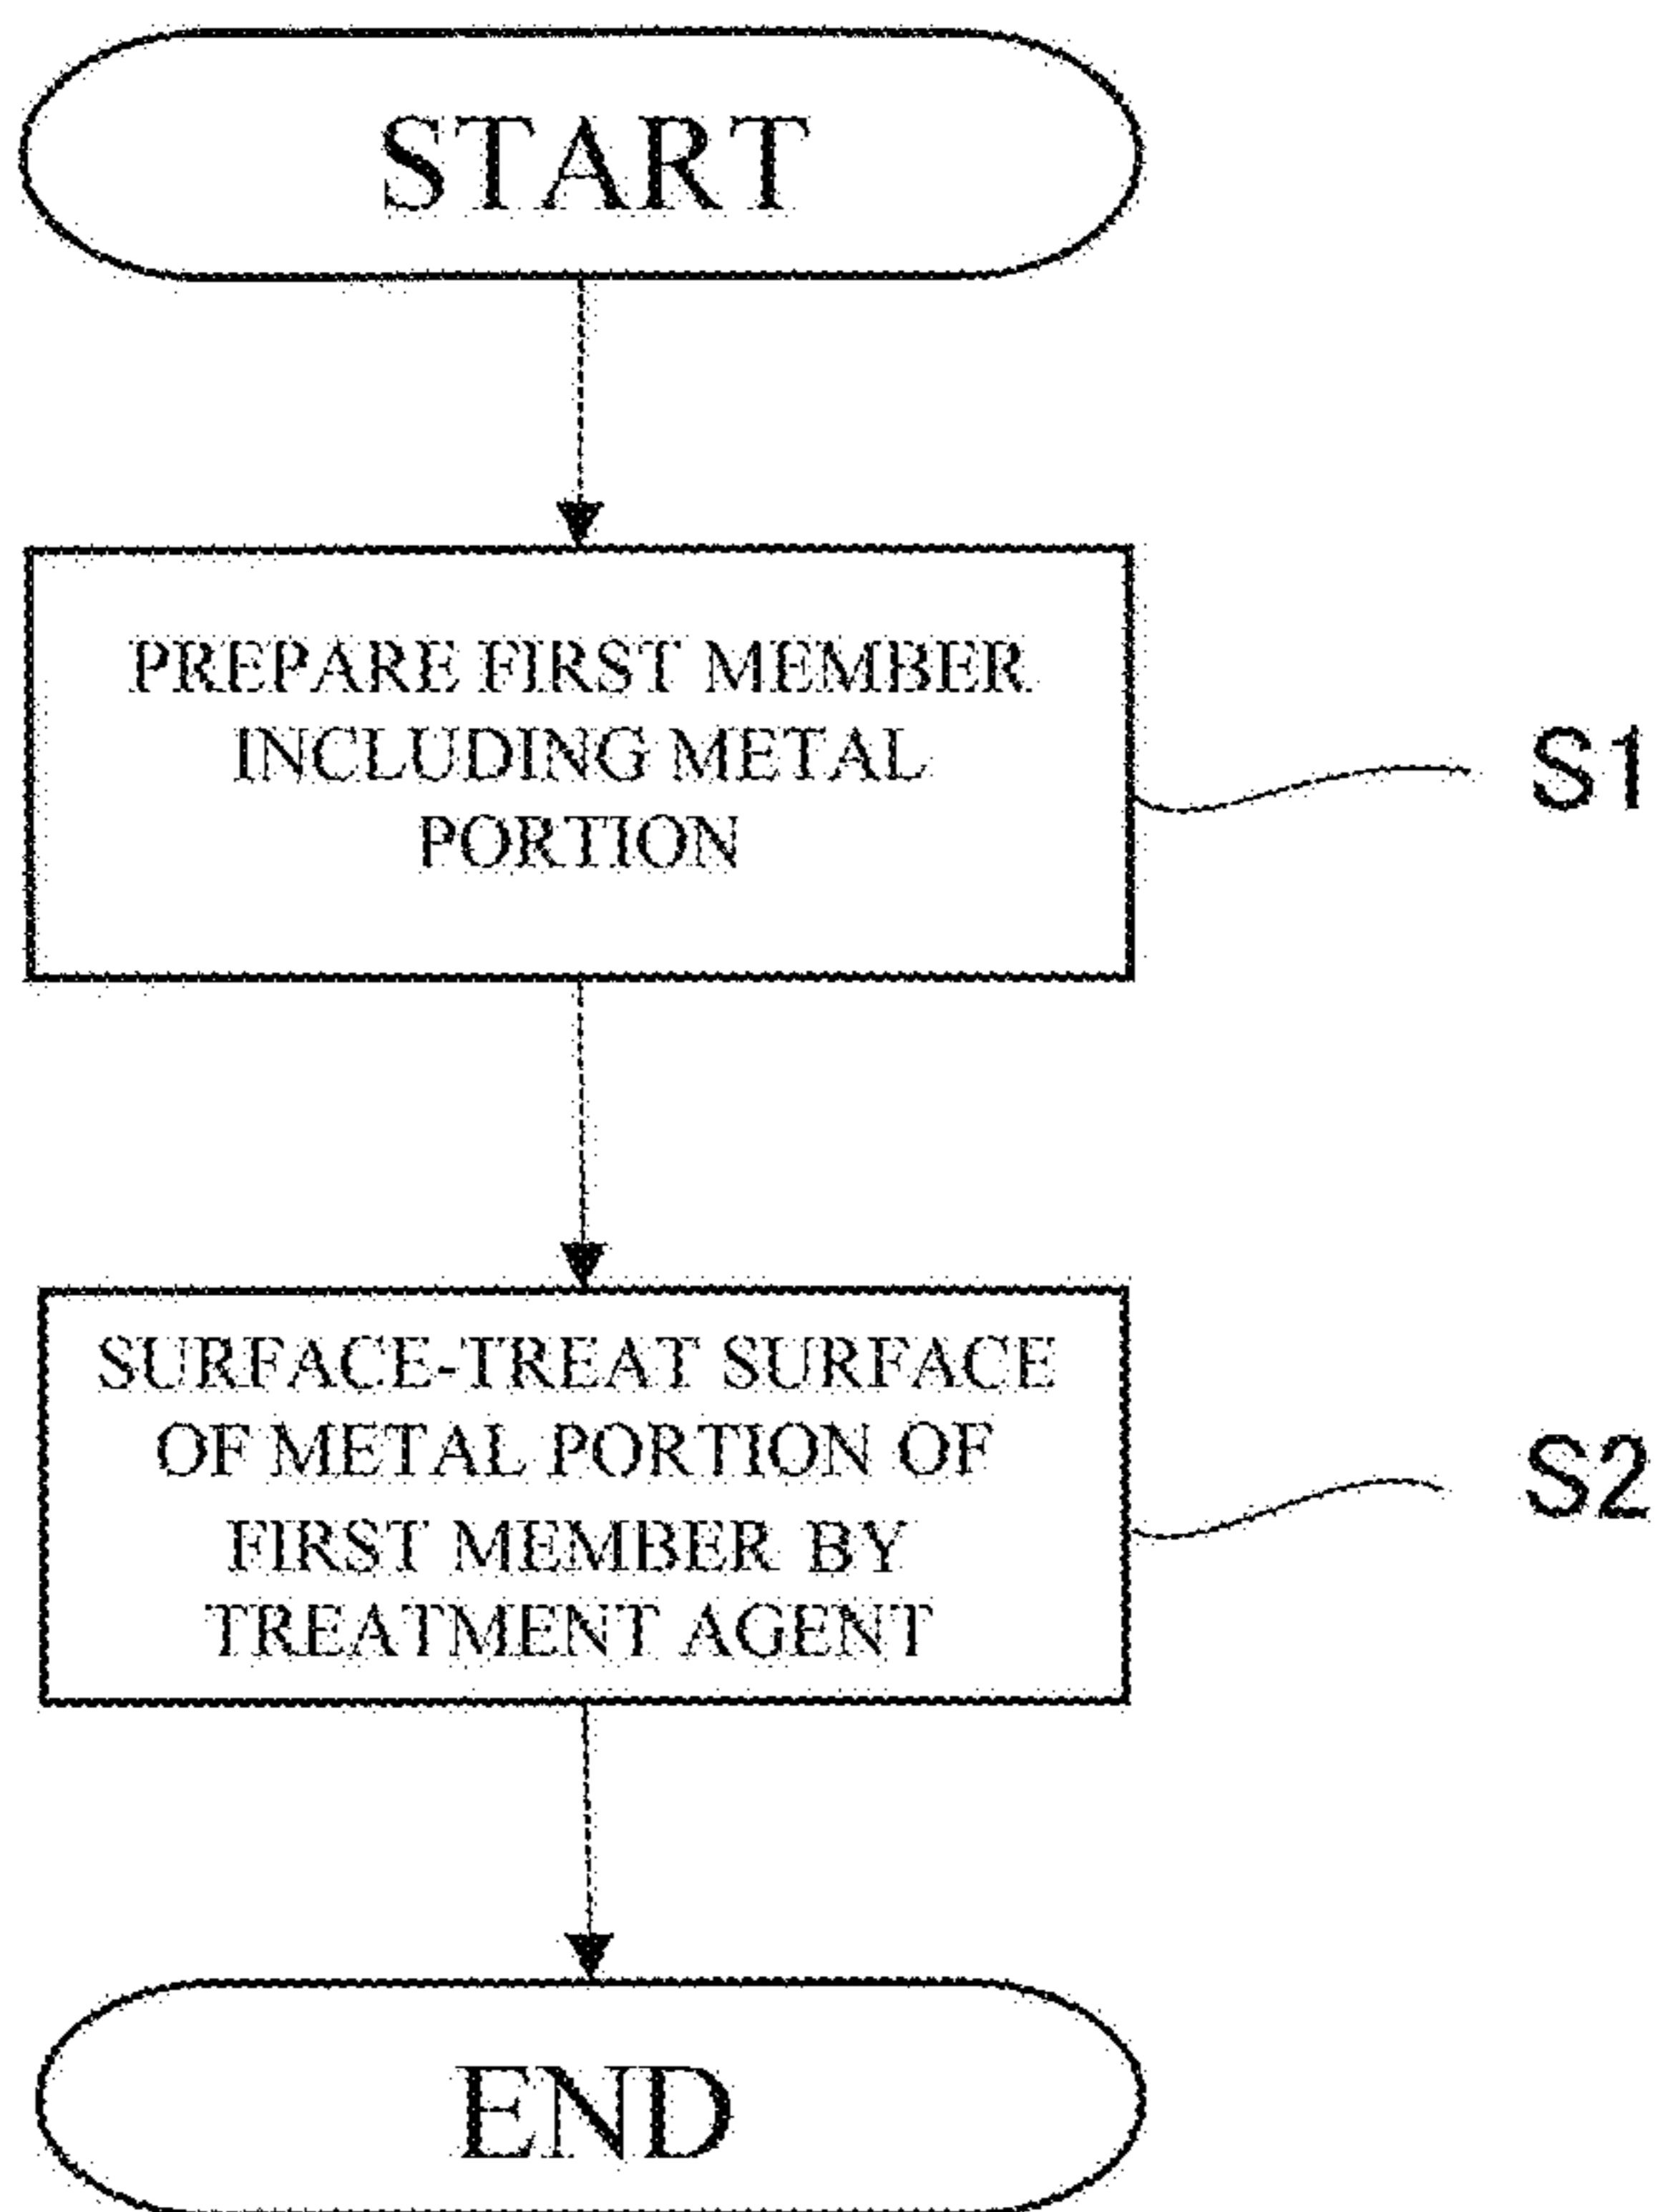 START
PREPARE FIRST MEMBER
INCLUDING METAL
PORTION
S1
SURFACE-TREAT SURFACE
OF METAL PORTION OF
FIRST MEMBER BY
TREATMENT AGENT
S2
END